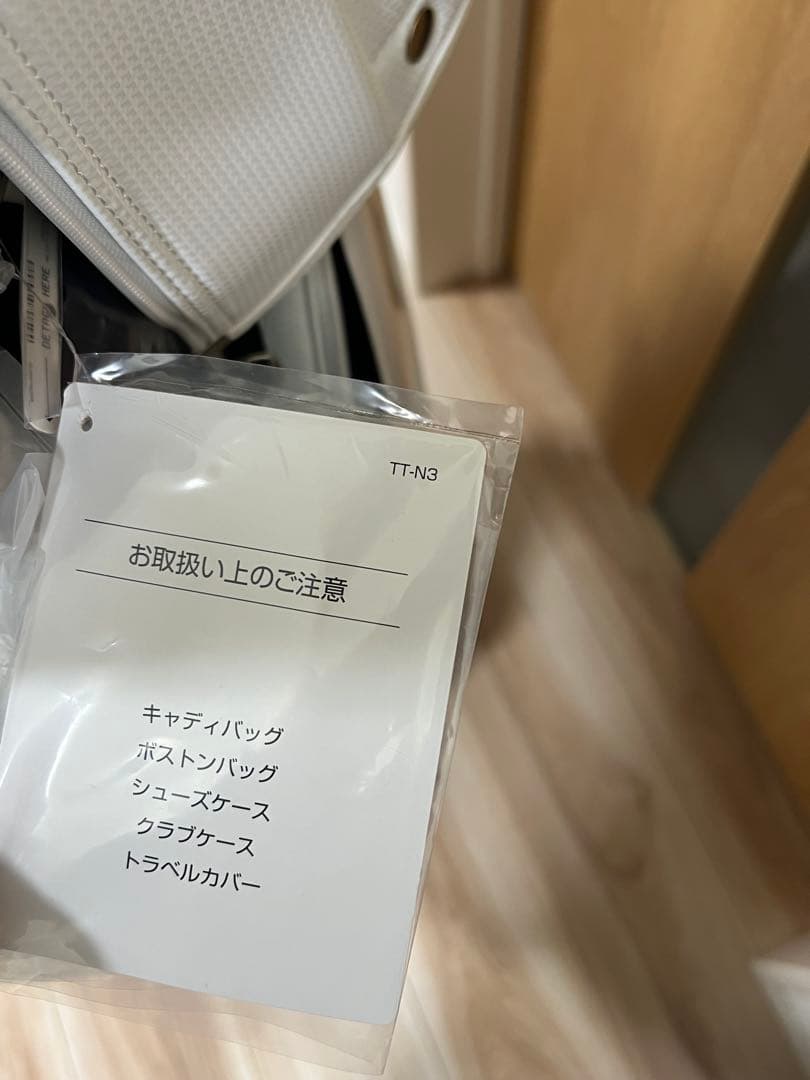 DETACH HERE
TT-N3
お取扱い上のご注意
キャディバッグ
ボストンバッグ
シューズケース
クラブケース
トラベルカバー